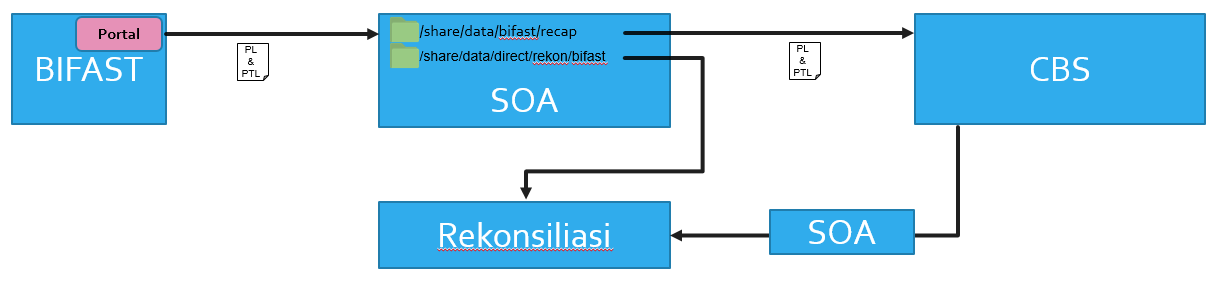 Portal
BIFAST
PL
&
PTL
/share/data/bifast/recap
/share/data/direct/rekon/bifast
SOA
PL
&
PTL
CBS
Rekonsiliasi
SOA